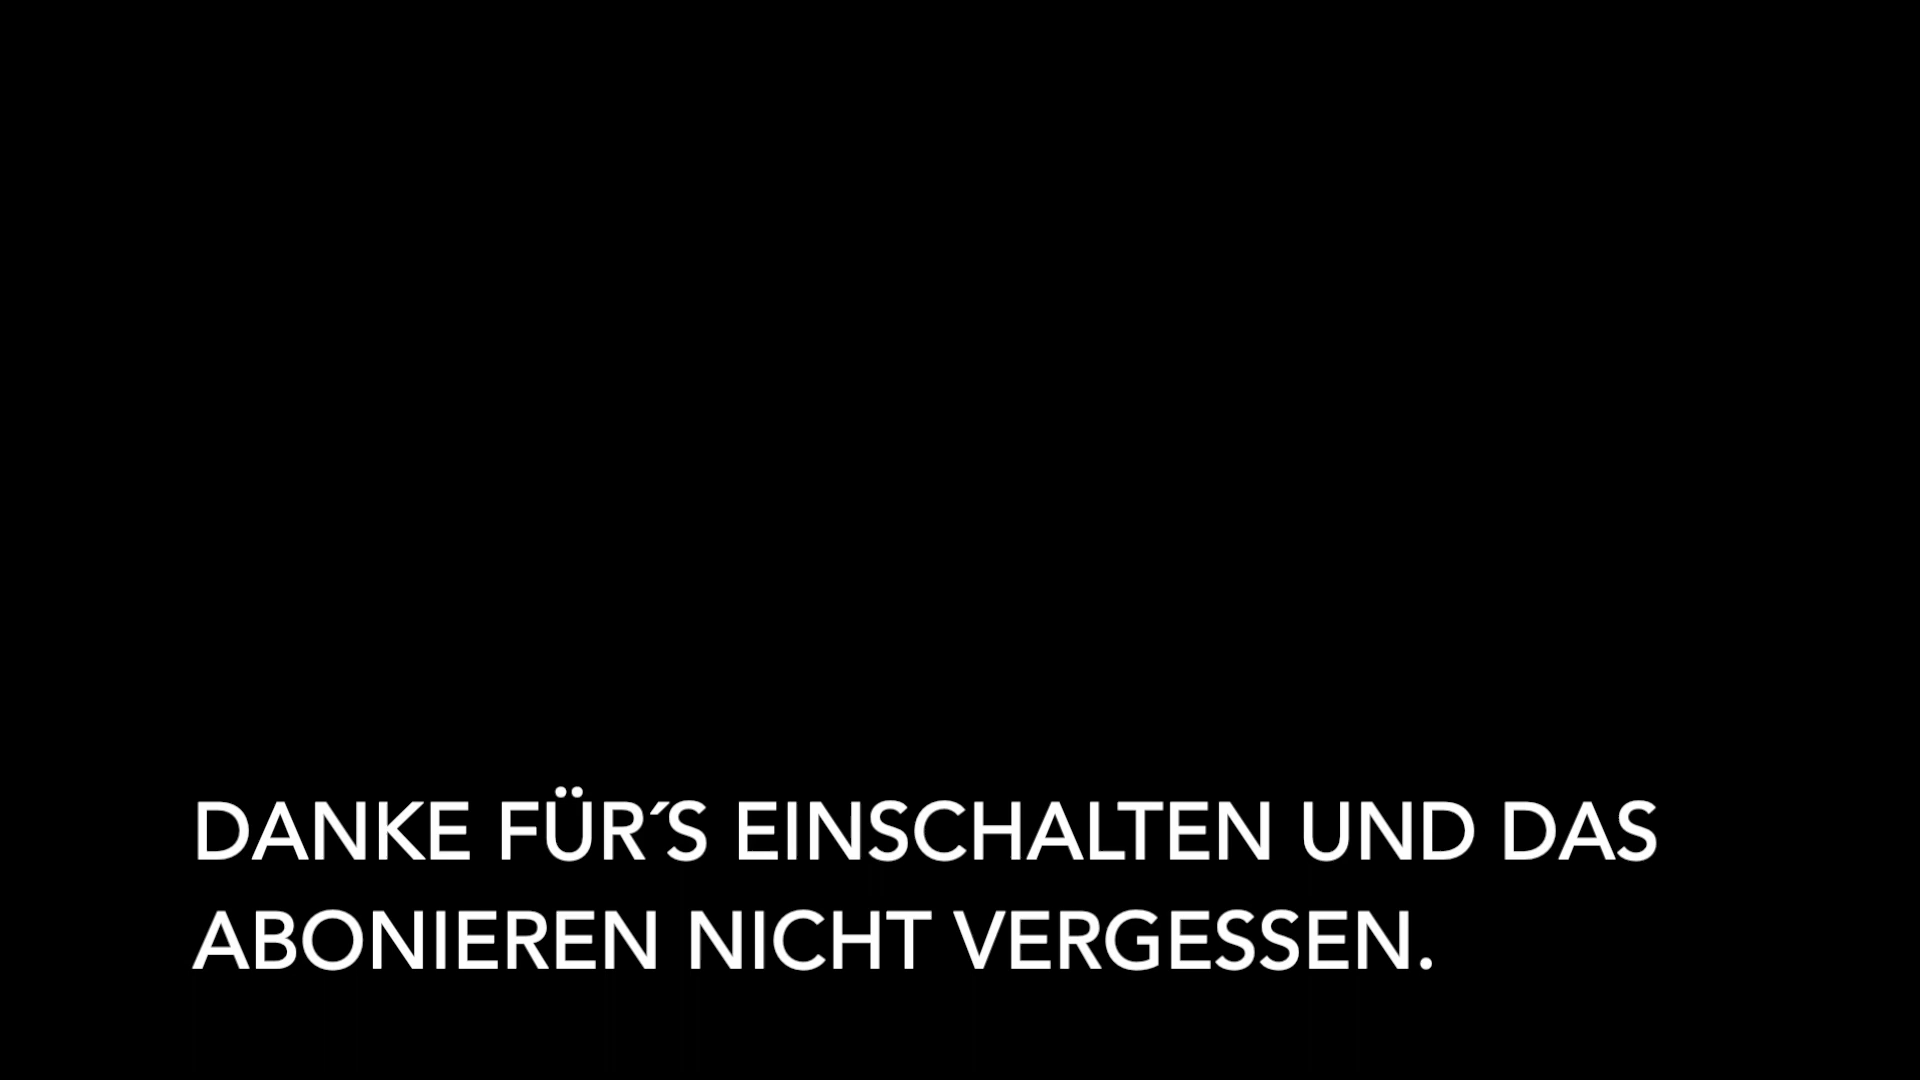 DANKE FÜR´S EINSCHALTEN UND DAS
ABONIEREN NICHT VERGESSEN.